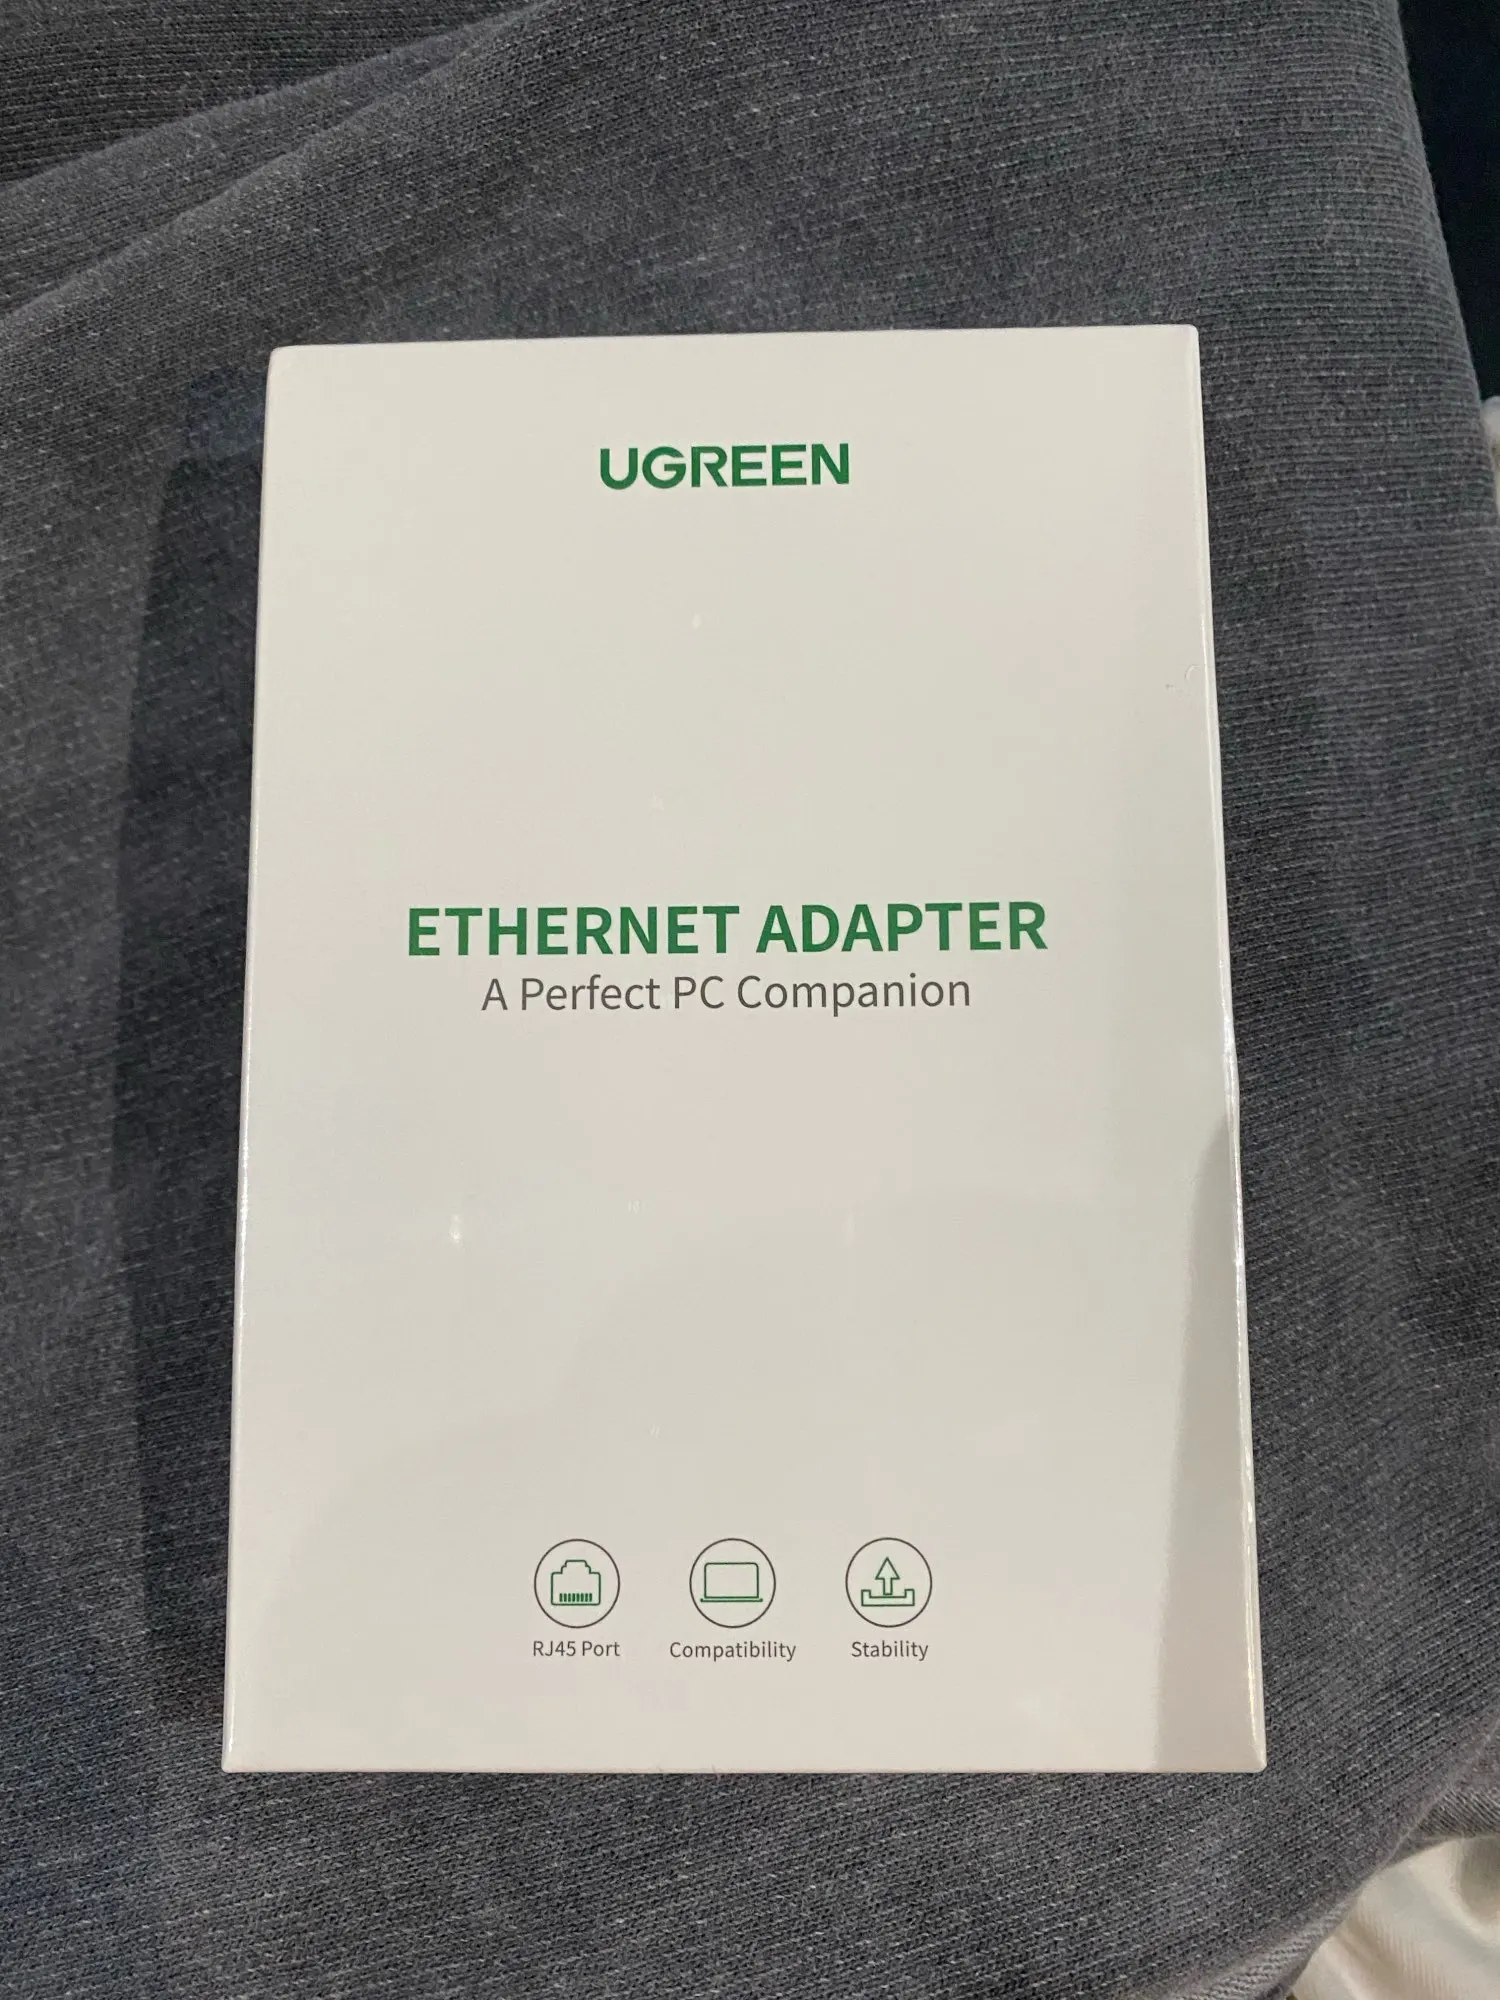 UGREEN
ETHERNET ADAPTER
A Perfect PC Companion
RJ45 Port
Compatibility
Stability